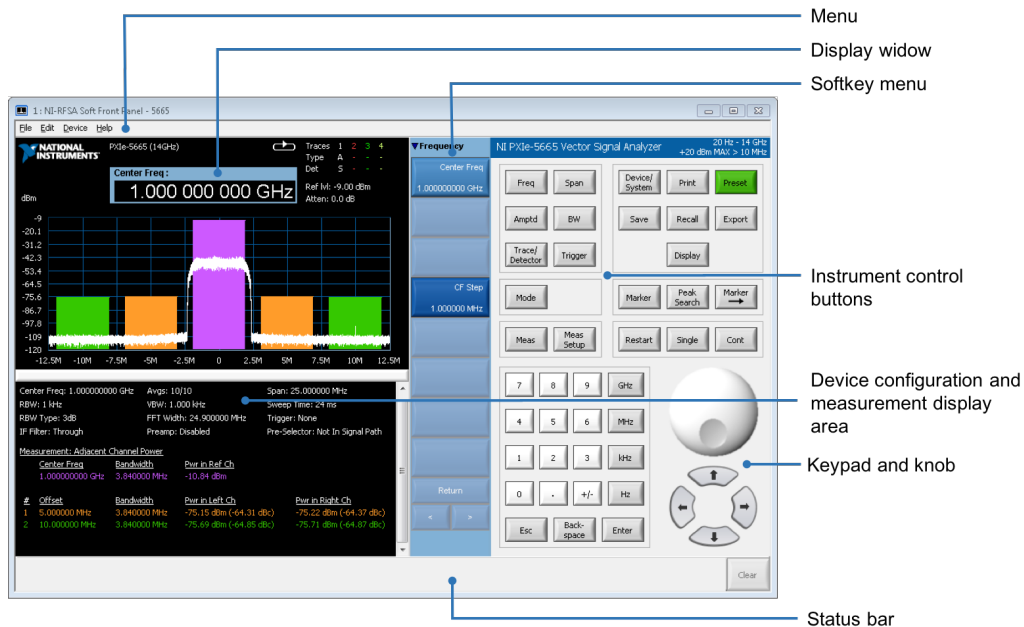 Menu
Display widow
Softkey menu
1: NI-RFSA Soft Front Panel - 5665
File Edit Device Help
NATIONAL INSTRUMENTS
PXIe-5665 (14GHz)
Traces 1 2 3 4
Type A - - -
Det S - - -
Center Freq :
1.000 000 000 GHz
Ref lvl: -9.00 dBm
Atten: 0.0 dB
dBm
-9
-20.1
-31.2
-42.3
-53.4
-64.5
-75.6
-86.7
-97.8
-109
-120
-12.5M -10M -7.5M -5M -2.5M 0 2.5M 5M 7.5M 10M 12.5M
Center Freq: 1.000000000 GHz Avgs: 10/10 Span: 25.000000 MHz
RBW: 1 kHz VBW: 1.000 kHz Sweep Time: 24 ms
RBW Type: 3dB FFT Width: 24.900000 MHz Trigger: None
IF Filter: Through Preamp: Disabled Pre-Selector: Not In Signal Path
Measurement: Adjacent Channel Power
Center Freq Bandwidth Pwr in Ref Ch
1.000000000 GHz 3.840000 MHz -10.84 dBm
# Offset Bandwidth Pwr in Left Ch Pwr in Right Ch
1 5.000000 MHz 3.840000 MHz -75.15 dBm (-64.31 dBc) -75.22 dBm (-64.37 dBc)
2 10.000000 MHz 3.840000 MHz -75.69 dBm (-64.85 dBc) -75.71 dBm (-64.87 dBc)
Frequency
Center Freq
1.000000000 GHz
CF Step
1.000000 MHz
Return
< >
NI PXIe-5665 Vector Signal Analyzer
20 Hz - 14 GHz
+20 dBm MAX > 10 MHz
Freq Span Device/System Print Preset
Amptd BW Save Recall Export
Trace/Detector Trigger Display
Mode Marker Peak Search Marker →
Meas Meas Setup Restart Single Cont
7 8 9 GHz
4 5 6 MHz
1 2 3 kHz
0 . +/- Hz
Esc Back-space Enter
Clear
Instrument control
buttons
Device configuration and
measurement display
area
Keypad and knob
Status bar